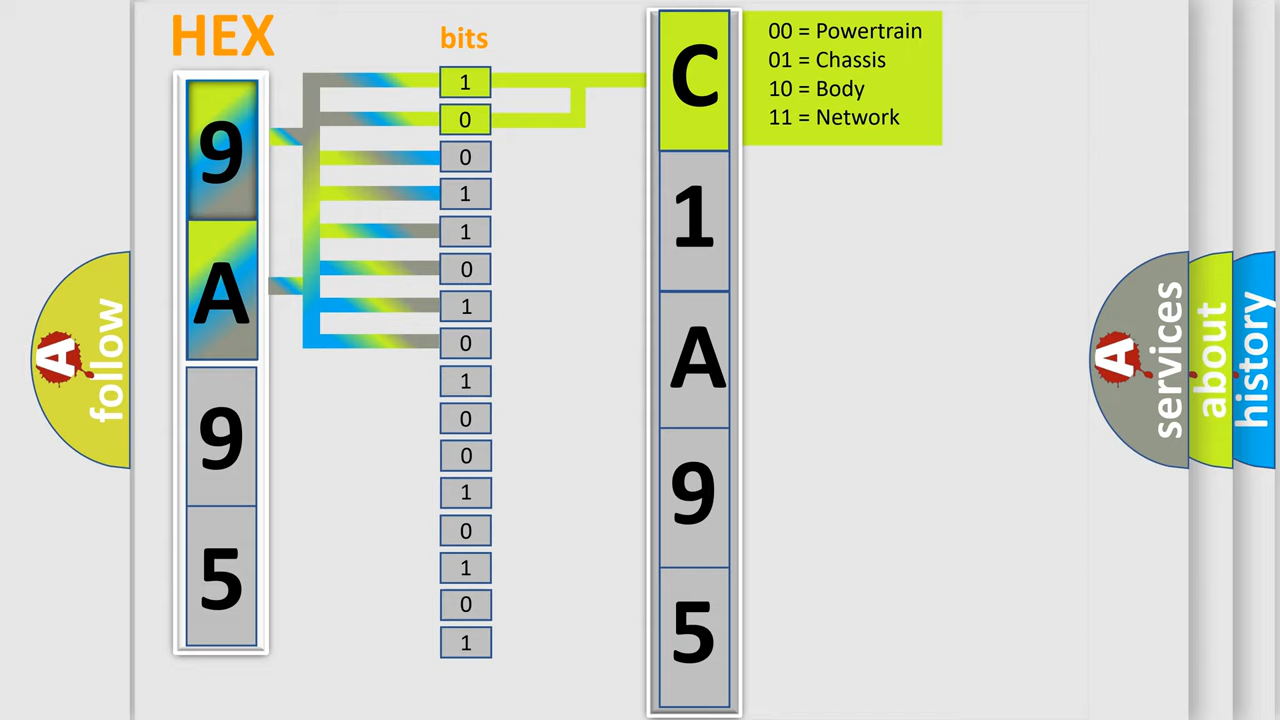 HEX
bits
9
A
9
5
1
0
0
1
1
0
1
0
1
0
0
1
0
1
0
1
C
1
A
9
5
00 = Powertrain
01 = Chassis
10 = Body
11 = Network
A
follow
A
services
about
history